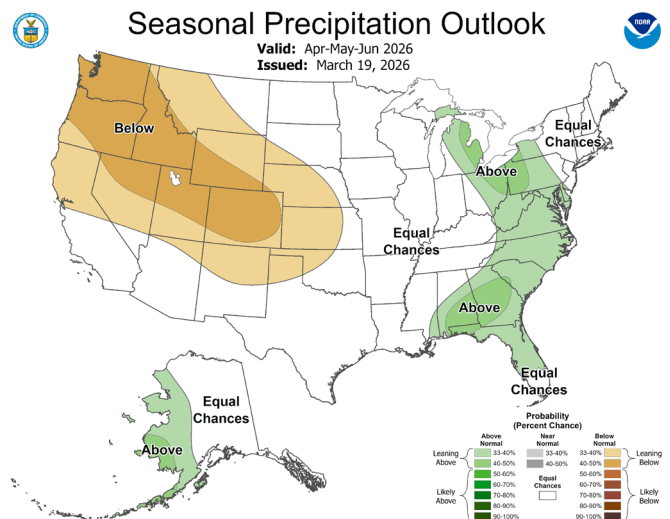 Seasonal Precipitation Outlook
Valid: Apr-May-Jun 2026
Issued: March 19, 2026
NOAA
Below
Equal
Chances
Above
Equal
Chances
Above
Equal
Chances
Equal
Chances
Above
Probability
(Percent Chance)
Above
Normal
Near
Normal
Below
Normal
Leaning
Above
33-40%
40-50%
50-60%
60-70%
70-80%
80-90%
90-100%
Likely
Above
33-40%
40-50%
Equal
Chances
33-40%
40-50%
50-60%
60-70%
70-80%
80-90%
90-100%
Leaning
Below
Likely
Below